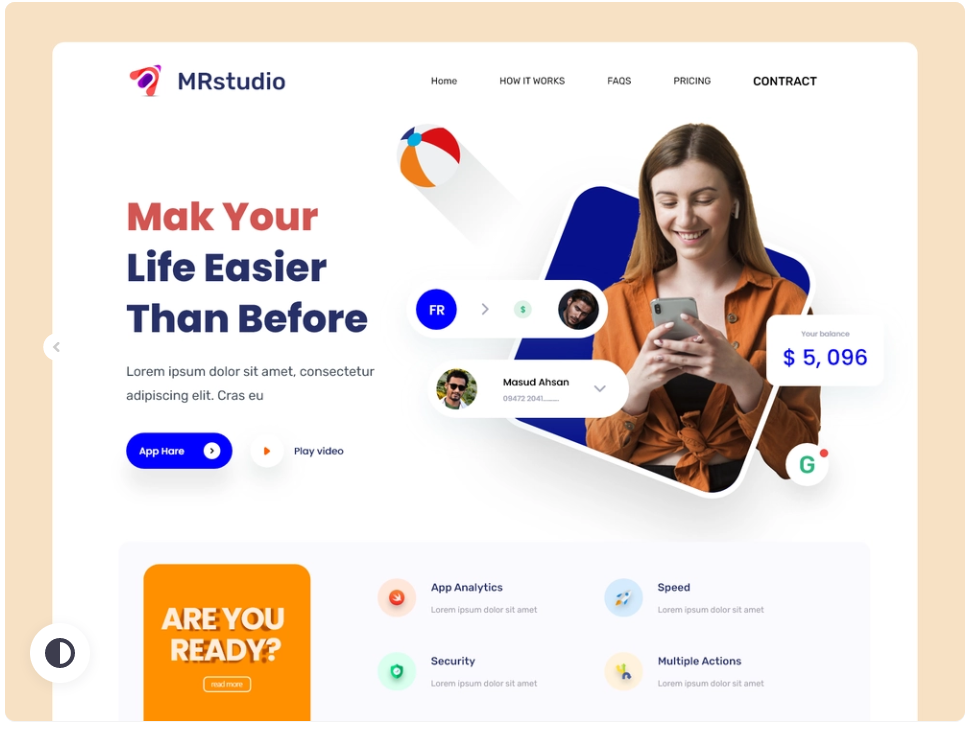 MRstudio
Home
HOW IT WORKS
FAQS
PRICING
CONTRACT
Mak Your
Life Easier
Than Before
Lorem ipsum dolor sit amet, consectetur
adipiscing elit. Cras eu
App Hare
Play video
FR
$
Masud Ahsan
09472 2041.........
Your balance
$ 5, 096
G
ARE YOU
READY?
read more
App Analytics
Lorem ipsum dolor sit amet
Speed
Lorem ipsum dolor sit amet
Security
Lorem ipsum dolor sit amet
Multiple Actions
Lorem ipsum dolor sit amet